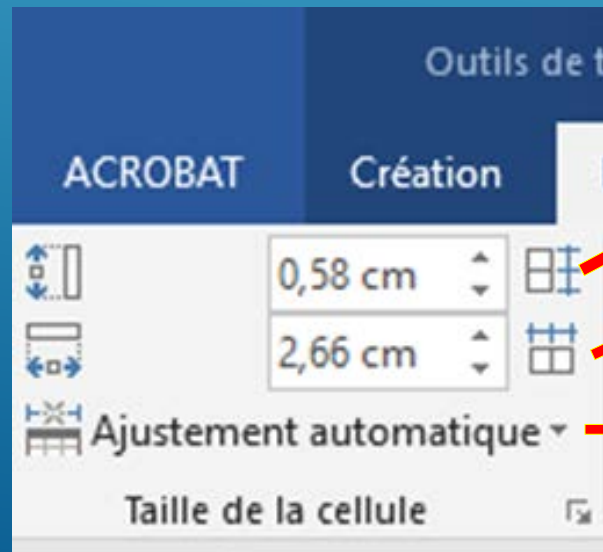 Outils de t
ACROBAT Création
0,58 cm
2,66 cm
Ajustement automatique
Taille de la cellule